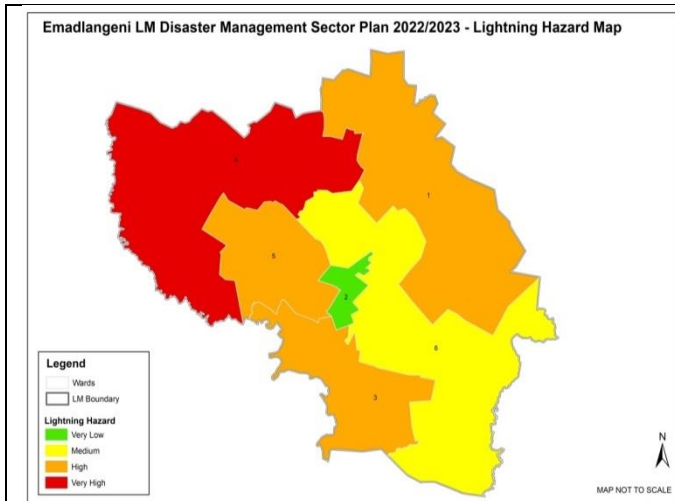 Emadlangeni LM Disaster Management Sector Plan 2022/2023 - Lightning Hazard Map
1
5
2
6
3
Legend
Wards
LM Boundary
Lightning Hazard
Very Low
Medium
High
Very High
N
MAP NOT TO SCALE